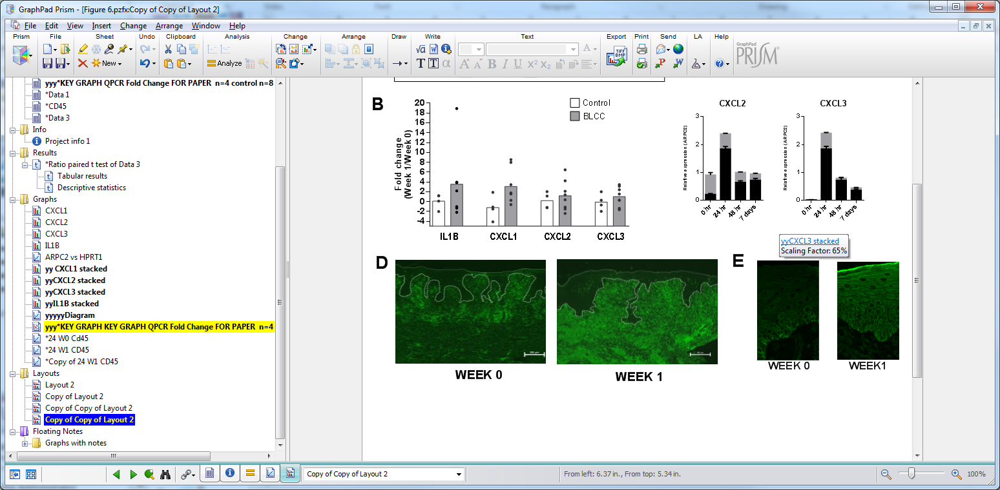 GraphPad Prism - [Figure 6.pzfx:Copy of Copy of Layout 2]
File Edit View Insert Change Arrange Window Help
Prism File Sheet Undo Clipboard Analysis Change Arrange Draw Write Text Export Print Send LA Help
New
Analyze
TIFF
BMP
GraphPad
PRISM
yyy*KEY GRAPH QPCR Fold Change FOR PAPER n=4 control n=8
*Data 1
*CD45
*Data 3
Info
Project info 1
Results
*Ratio paired t test of Data 3
Tabular results
Descriptive statistics
Graphs
CXCL1
CXCL2
CXCL3
IL1B
ARPC2 vs HPRT1
yy CXCL1 stacked
yyCXCL2 stacked
yyCXCL3 stacked
yyIL1B stacked
yyyyyDiagram
yyy*KEY GRAPH KEY GRAPH QPCR Fold Change FOR PAPER n=4
*24 W0 Cd45
*24 W1 CD45
*Copy of 24 W1 CD45
Layouts
Layout 2
Copy of Layout 2
Copy of Copy of Layout 2
Copy of Copy of Layout 2
Floating Notes
Graphs with notes
B
Fold change
(Week 1/Week 0)
20
18
16
14
12
10
8
6
4
2
0
-2
-4
IL1B CXCL1 CXCL2 CXCL3
Control
BLCC
CXCL2
Relative expression (ARPC2)
3
2
1
0
0 hr 24 hr 48 hr 7 days
CXCL3
Relative expression (ARPC2)
3
2
1
0
0 hr 24 hr 48 hr 7 days
yyCXCL3 stacked
Scaling Factor: 65%
D
WEEK 0
WEEK 1
E
WEEK 0
WEEK1
Copy of Copy of Layout 2
From left: 6.37 in., From top: 5.34 in.
100%